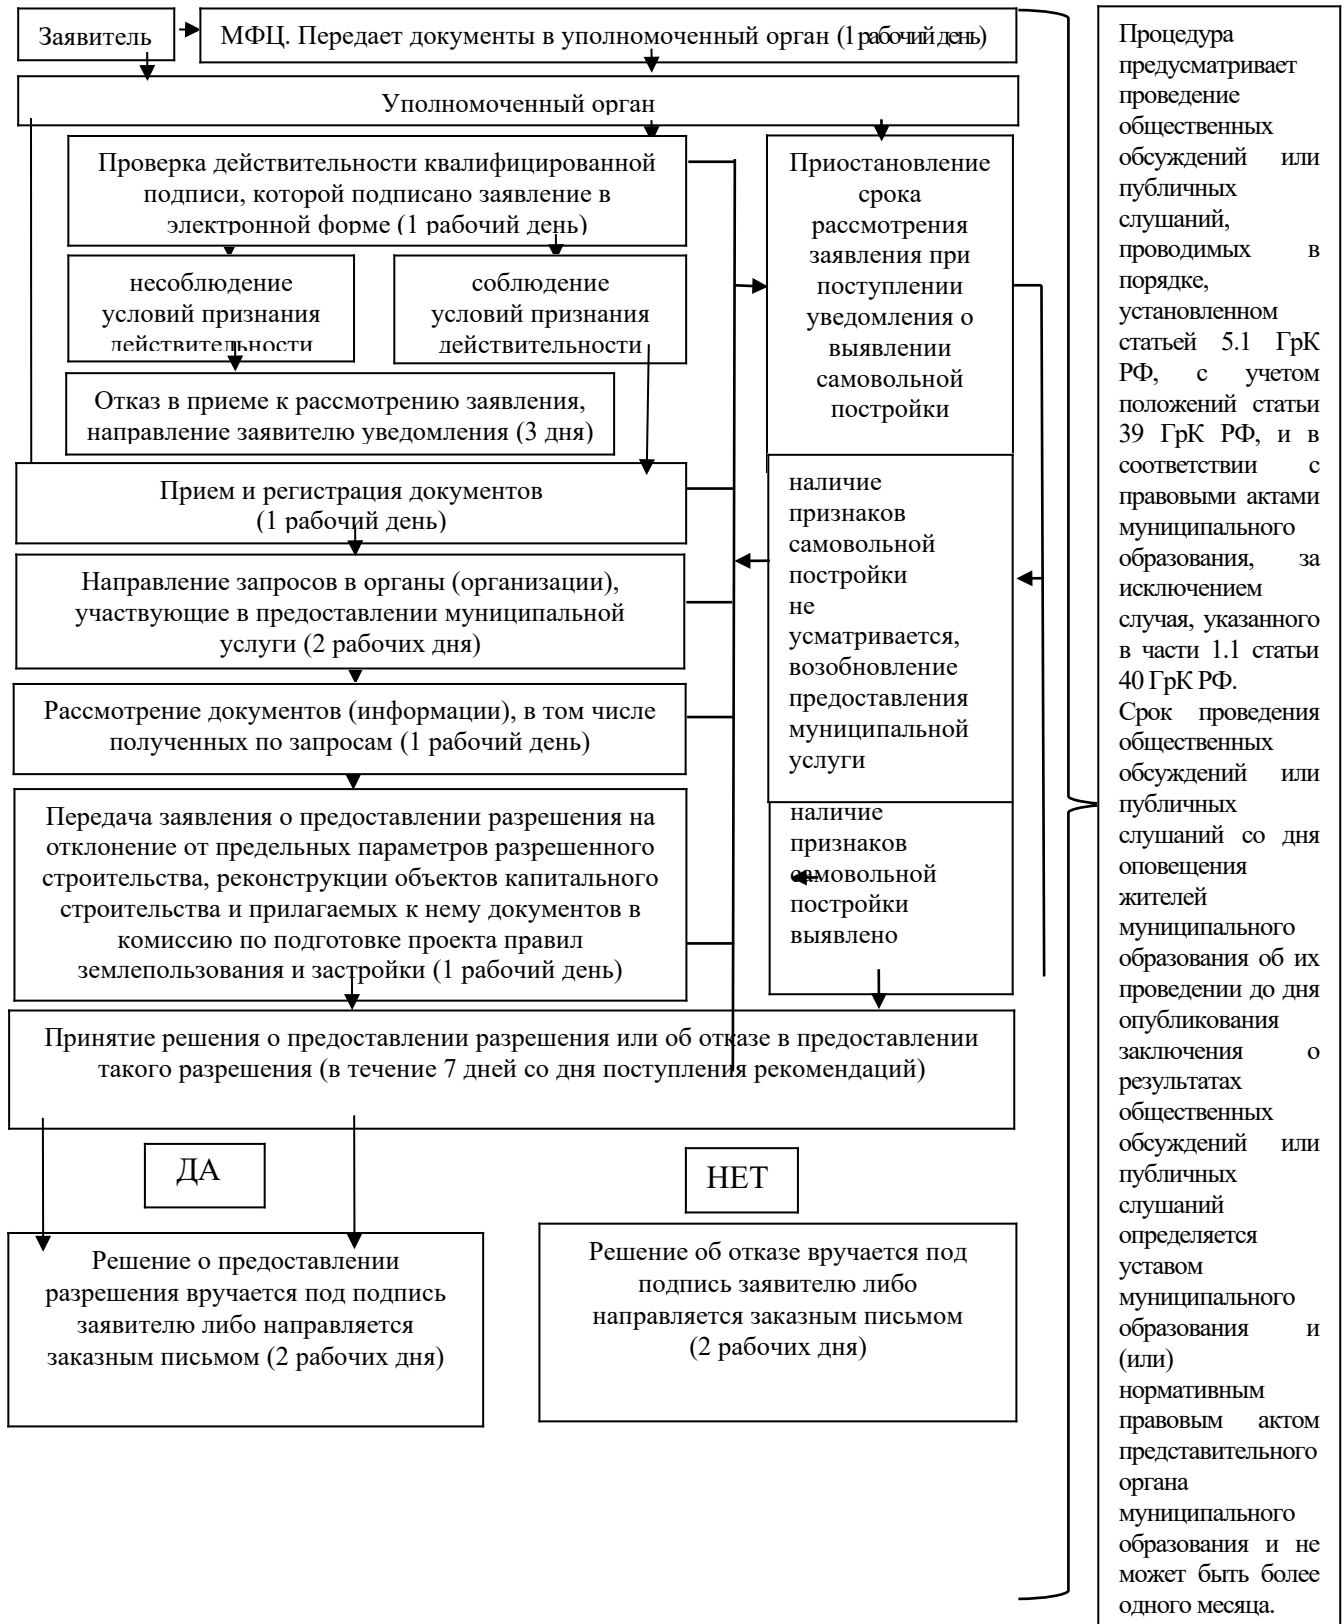 Заявитель
МФЦ. Передает документы в уполномоченный орган (1рабочий день)
Уполномоченный орган
Проверка действительности квалифицированной
подписи, которой подписано заявление в
электронной форме (1 рабочий день)
несоблюдение
условий признания
действительности
соблюдение
условий признания
действительности
Отказ в приеме к рассмотрению заявления,
направление заявителю уведомления (3 дня)
Прием и регистрация документов
(1 рабочий день)
Направление запросов в органы (организации),
участвующие в предоставлении муниципальной
услуги (2 рабочих дня)
Рассмотрение документов (информации), в том числе
полученных по запросам (1 рабочий день)
Передача заявления о предоставлении разрешения на
отклонение от предельных параметров разрешенного
строительства, реконструкции объектов капитального
строительства и прилагаемых к нему документов в
комиссию по подготовке проекта правил
землепользования и застройки (1 рабочий день)
Приостановление
срока
рассмотрения
заявления при
поступлении
уведомления о
выявлении
самовольной
постройки
наличие
признаков
самовольной
постройки
не
усматривается,
возобновление
предоставления
муниципальной
услуги
наличие
признаков
самовольной
постройки
выявлено
Принятие решения о предоставлении разрешения или об отказе в предоставлении
такого разрешения (в течение 7 дней со дня поступления рекомендаций)
ДА
НЕТ
Решение о предоставлении
разрешения вручается под подпись
заявителю либо направляется
заказным письмом (2 рабочих дня)
Решение об отказе вручается под
подпись заявителю либо
направляется заказным письмом
(2 рабочих дня)
Процедура
предусматривает
проведение
общественных
обсуждений или
публичных
слушаний,
проводимых в
порядке,
установленном
статьей 5.1 ГрК
РФ, с учетом
положений статьи
39 ГрК РФ, и в
соответствии с
правовыми актами
муниципального
образования, за
исключением
случая, указанного
в части 1.1 статьи
40 ГрК РФ.
Срок проведения
общественных
обсуждений или
публичных
слушаний со дня
оповещения
жителей
муниципального
образования об их
проведении до дня
опубликования
заключения о
результатах
общественных
обсуждений или
публичных
слушаний
определяется
уставом
муниципального
образования и
(или)
нормативным
правовым актом
представительного
органа
муниципального
образования и не
может быть более
одного месяца.